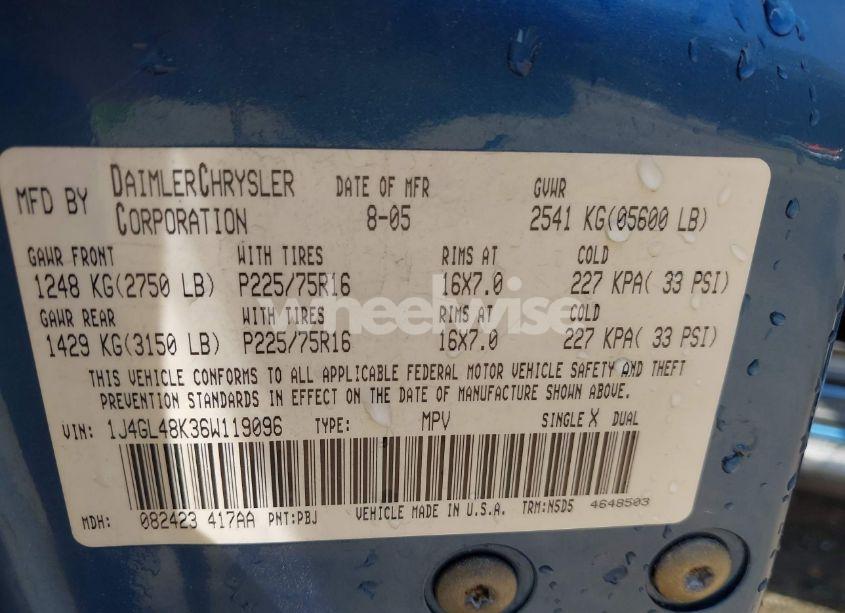 MFD BY DAIMLERCHRYSLER CORPORATION DATE OF MFR 8-05 GVWR 2541 KG(05600 LB)
GAWR FRONT WITH TIRES RIMS AT COLD
1248 KG(2750 LB) P225/75R16 16X7.0 227 KPA( 33 PSI)
GAWR REAR WITH TIRES RIMS AT COLD
1429 KG(3150 LB) P225/75R16 16X7.0 227 KPA( 33 PSI)
wheelwise
THIS VEHICLE CONFORMS TO ALL APPLICABLE FEDERAL MOTOR VEHICLE SAFETY AND THEFT
PREVENTION STANDARDS IN EFFECT ON THE DATE OF MANUFACTURE SHOWN ABOVE.
VIN: 1J4GL48K36W119096 TYPE: MPV SINGLE X DUAL
MDH: 082423 417AA PNT:PBJ VEHICLE MADE IN U.S.A. TRM:N5D5 4648503